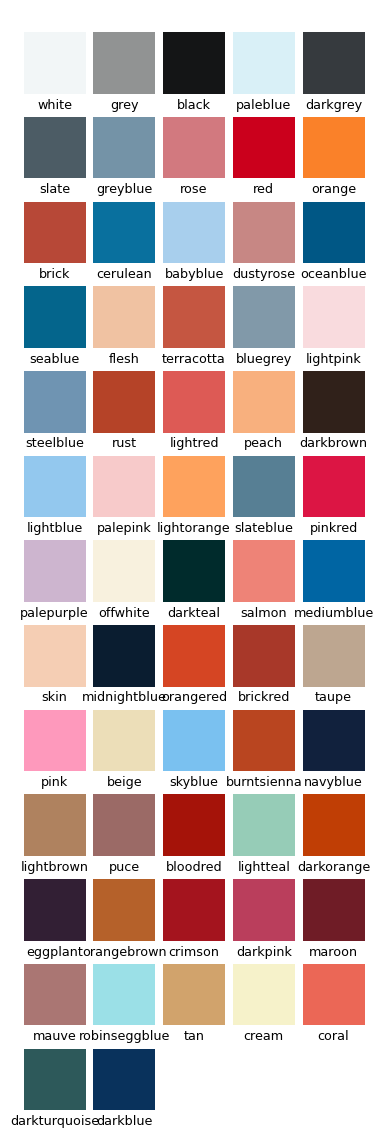 white grey black paleblue darkgrey
slate greyblue rose red orange
brick cerulean babyblue dustyrose oceanblue
seablue flesh terracotta bluegrey lightpink
steelblue rust lightred peach darkbrown
lightblue palepink lightorange slateblue pinkred
palepurple offwhite darkteal salmon mediumblue
skin midnightblue orangered brickred taupe
pink beige skyblue burntsienna navyblue
lightbrown puce bloodred lightteal darkorange
eggplant orangebrown crimson darkpink maroon
mauve robinseggblue tan cream coral
darkturquoise darkblue